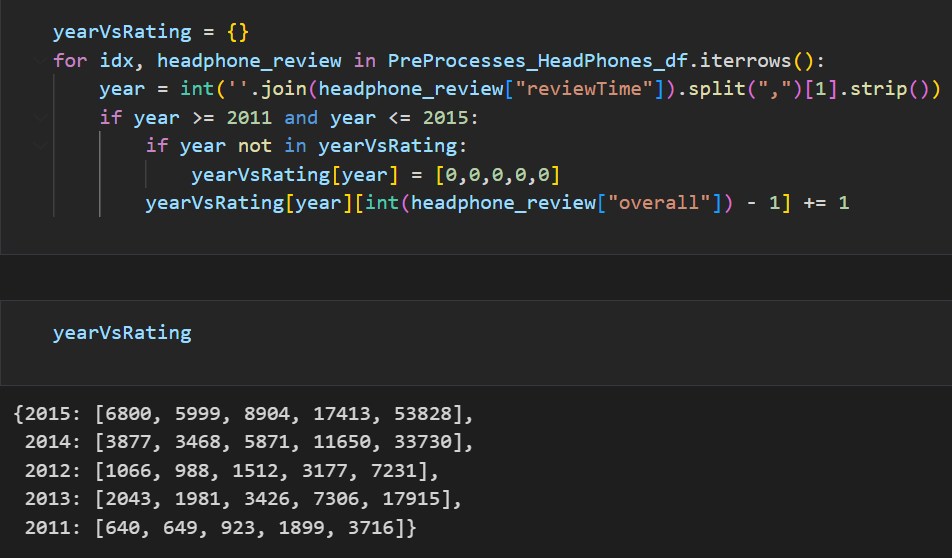 yearVsRating = {}
for idx, headphone_review in PreProcesses_HeadPhones_df.iterrows():
    year = int(''.join(headphone_review["reviewTime"]).split(",")[1].strip())
    if year >= 2011 and year <= 2015:
        if year not in yearVsRating:
            yearVsRating[year] = [0,0,0,0,0]
        yearVsRating[year][int(headphone_review["overall"]) - 1] += 1
yearVsRating
{2015: [6800, 5999, 8904, 17413, 53828],
 2014: [3877, 3468, 5871, 11650, 33730],
 2012: [1066, 988, 1512, 3177, 7231],
 2013: [2043, 1981, 3426, 7306, 17915],
 2011: [640, 649, 923, 1899, 3716]}